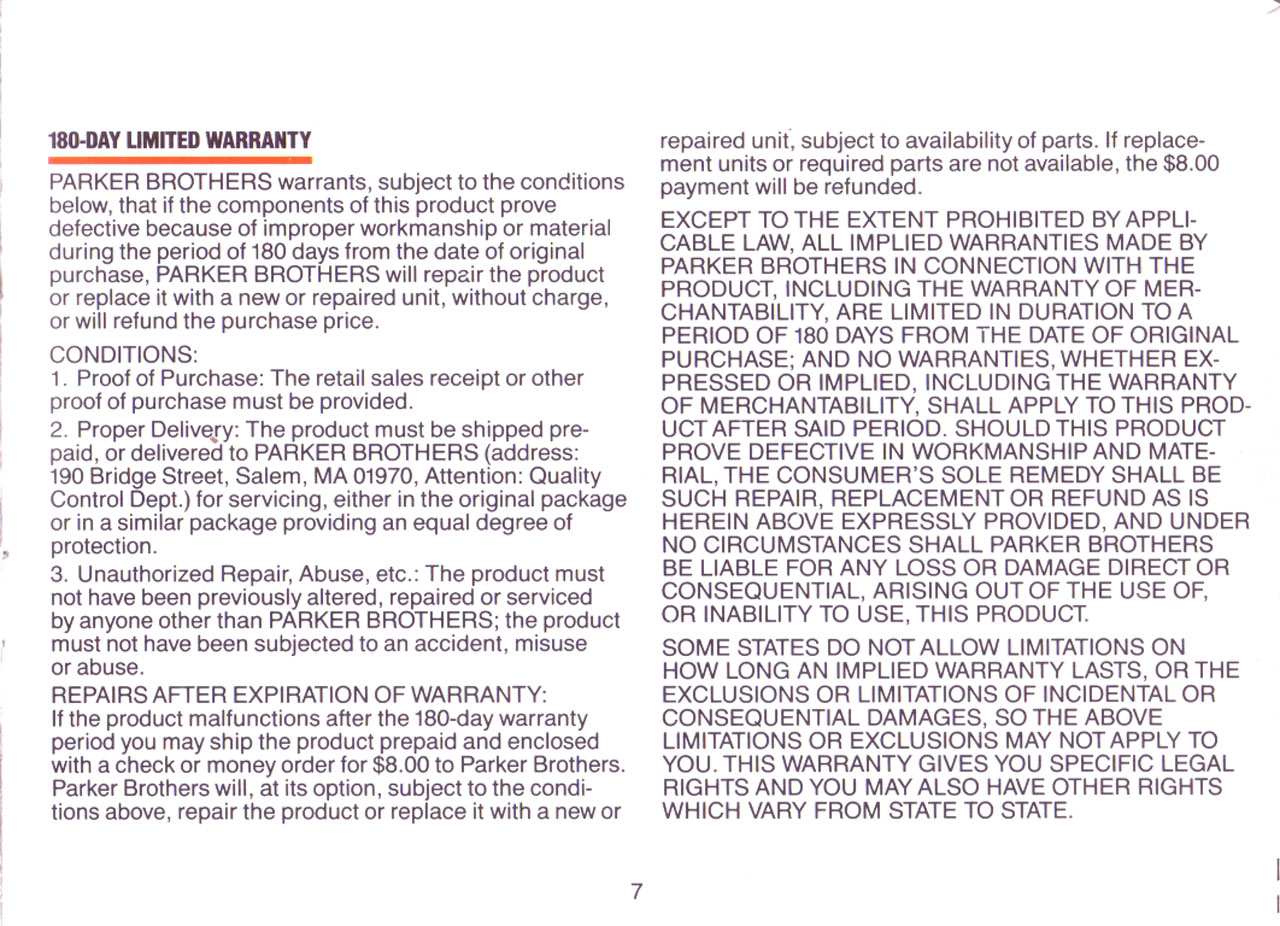 180-DAY LIMITED WARRANTY
PARKER BROTHERS warrants, subject to the conditions
below, that if the components of this product prove
defective because of improper workmanship or material
during the period of 180 days from the date of original
purchase, PARKER BROTHERS will repair the product
or replace it with a new or repaired unit, without charge,
or will refund the purchase price.
CONDITIONS:
1. Proof of Purchase: The retail sales receipt or other
proof of purchase must be provided.
2. Proper Delivery: The product must be shipped pre-
paid, or delivered to PARKER BROTHERS (address:
190 Bridge Street, Salem, MA 01970, Attention: Quality
Control Dept.) for servicing, either in the original package
or in a similar package providing an equal degree of
protection.
3. Unauthorized Repair, Abuse, etc.: The product must
not have been previously altered, repaired or serviced
by anyone other than PARKER BROTHERS; the product
must not have been subjected to an accident, misuse
or abuse.
REPAIRS AFTER EXPIRATION OF WARRANTY:
If the product malfunctions after the 180-day warranty
period you may ship the product prepaid and enclosed
with a check or money order for $8.00 to Parker Brothers.
Parker Brothers will, at its option, subject to the condi-
tions above, repair the product or replace it with a new or
repaired unit, subject to availability of parts. If replace-
ment units or required parts are not available, the $8.00
payment will be refunded.
EXCEPT TO THE EXTENT PROHIBITED BY APPLI-
CABLE LAW, ALL IMPLIED WARRANTIES MADE BY
PARKER BROTHERS IN CONNECTION WITH THE
PRODUCT, INCLUDING THE WARRANTY OF MER-
CHANTABILITY, ARE LIMITED IN DURATION TO A
PERIOD OF 180 DAYS FROM THE DATE OF ORIGINAL
PURCHASE; AND NO WARRANTIES, WHETHER EX-
PRESSED OR IMPLIED, INCLUDING THE WARRANTY
OF MERCHANTABILITY, SHALL APPLY TO THIS PROD-
UCT AFTER SAID PERIOD. SHOULD THIS PRODUCT
PROVE DEFECTIVE IN WORKMANSHIP AND MATE-
RIAL, THE CONSUMER'S SOLE REMEDY SHALL BE
SUCH REPAIR, REPLACEMENT OR REFUND AS IS
HEREIN ABOVE EXPRESSLY PROVIDED, AND UNDER
NO CIRCUMSTANCES SHALL PARKER BROTHERS
BE LIABLE FOR ANY LOSS OR DAMAGE DIRECT OR
CONSEQUENTIAL, ARISING OUT OF THE USE OF,
OR INABILITY TO USE, THIS PRODUCT.
SOME STATES DO NOT ALLOW LIMITATIONS ON
HOW LONG AN IMPLIED WARRANTY LASTS, OR THE
EXCLUSIONS OR LIMITATIONS OF INCIDENTAL OR
CONSEQUENTIAL DAMAGES, SO THE ABOVE
LIMITATIONS OR EXCLUSIONS MAY NOT APPLY TO
YOU. THIS WARRANTY GIVES YOU SPECIFIC LEGAL
RIGHTS AND YOU MAY ALSO HAVE OTHER RIGHTS
WHICH VARY FROM STATE TO STATE.
7